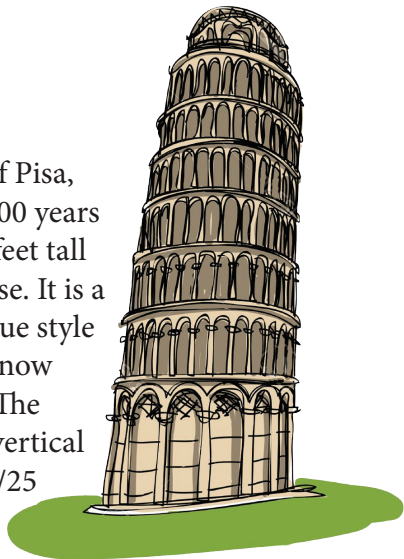 f Pisa,
00 years
feet tall
se. It is a
ue style
now
The
vertical
/25